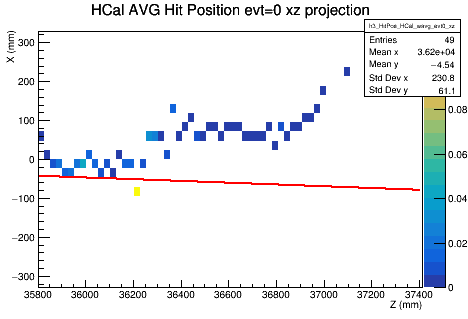 HCal AVG Hit Position evt=0 xz projection
h3_HitPos_HCal_wavg_evt0_xz
Entries 49
Mean x 3.62e+04
Mean y −4.54
Std Dev x 230.8
Std Dev y 61.1
X (mm)
300
200
100
0
−100
−200
−300
0.08
0.06
0.04
0.02
0
35800 36000 36200 36400 36600 36800 37000 37200 37400
Z (mm)